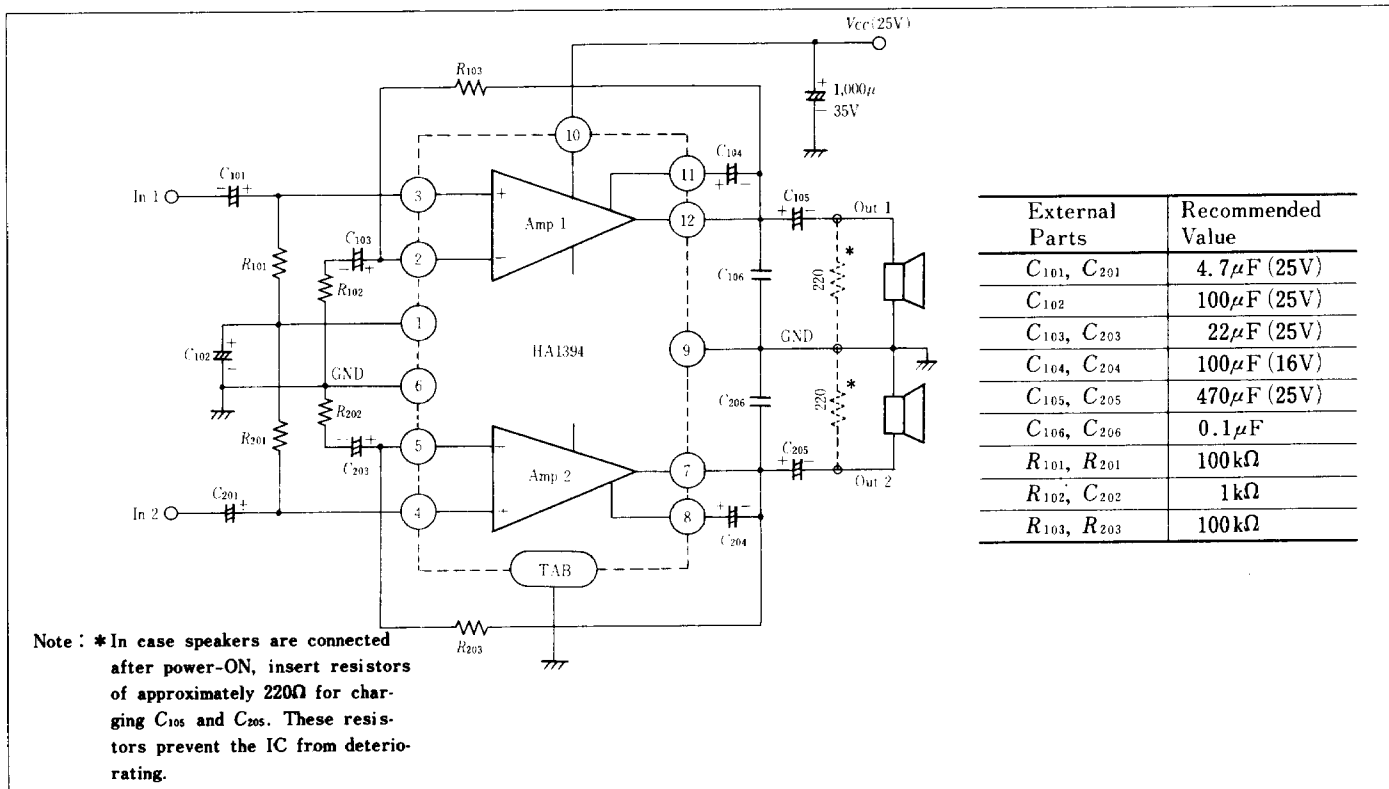 Vcc(25V)
R103
+ 1,000μ
− 35V
10
C101
− +
In 1
3
+
Amp 1
11
C104
+ −
12
C105
+ −
Out 1
C103
− +
2
−
R101
R102
C106
220
*
1
C102
+
−
HA1394
9
GND
GND
6
R202
C206
220
*
R201
C203
− +
5
−
Amp 2
7
C205
+ −
Out 2
C201
+
In 2
4
+
8
+ −
C204
TAB
R203
External Parts Recommended Value
C101, C201 4.7μF (25V)
C102 100μF (25V)
C103, C203 22μF (25V)
C104, C204 100μF (16V)
C105, C205 470μF (25V)
C106, C206 0.1μF
R101, R201 100kΩ
R102, C202 1kΩ
R103, R203 100kΩ
Note : * In case speakers are connected
after power-ON, insert resistors
of approximately 220Ω for char-
ging C105 and C205. These resis-
tors prevent the IC from deterio-
rating.